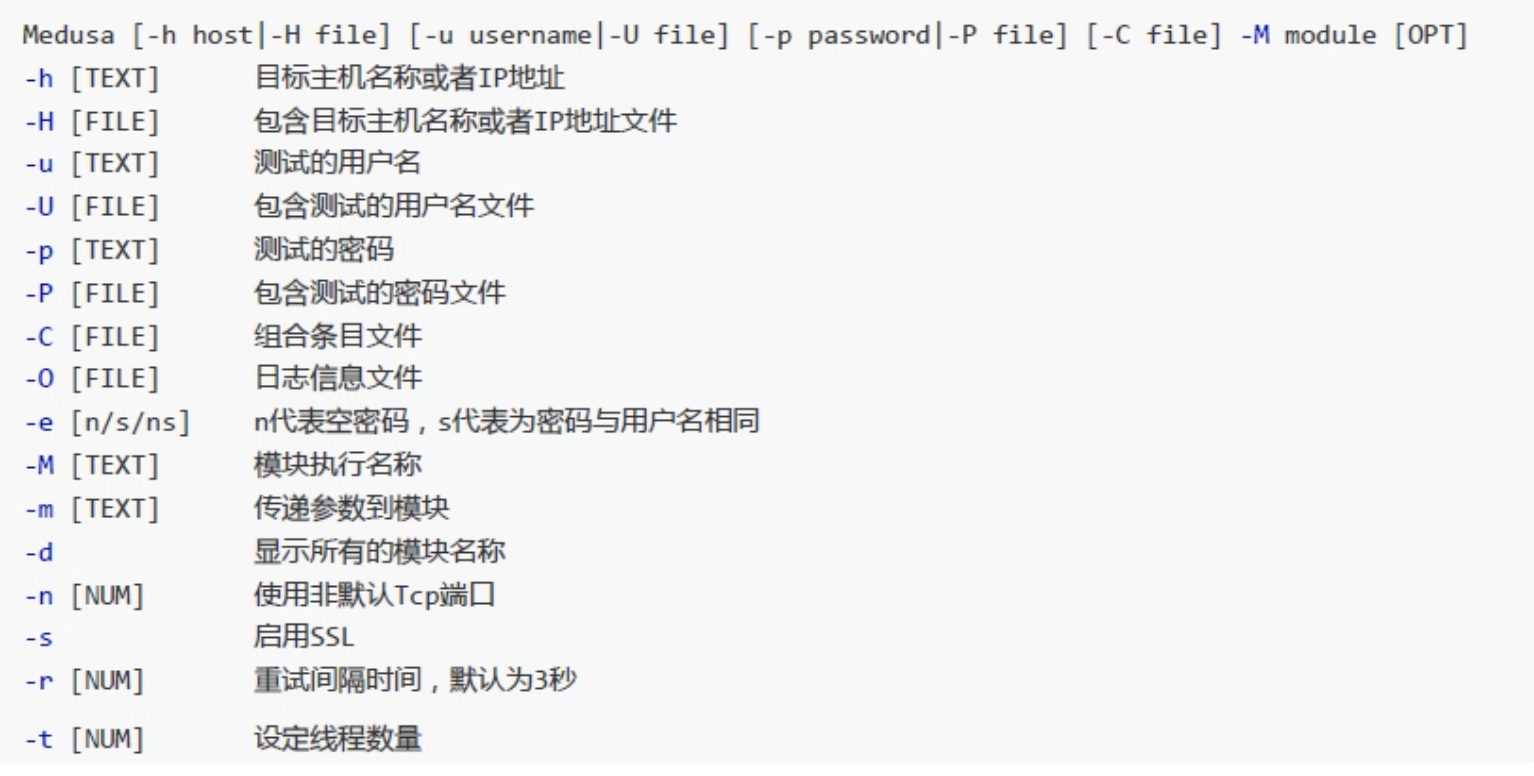 Medusa [-h host|-H file] [-u username|-U file] [-p password|-P file] [-C file] -M module [OPT]
-h [TEXT] 目标主机名称或者IP地址
-H [FILE] 包含目标主机名称或者IP地址文件
-u [TEXT] 测试的用户名
-U [FILE] 包含测试的用户名文件
-p [TEXT] 测试的密码
-P [FILE] 包含测试的密码文件
-C [FILE] 组合条目文件
-O [FILE] 日志信息文件
-e [n/s/ns] n代表空密码，s代表为密码与用户名相同
-M [TEXT] 模块执行名称
-m [TEXT] 传递参数到模块
-d 显示所有的模块名称
-n [NUM] 使用非默认Tcp端口
-s 启用SSL
-r [NUM] 重试间隔时间，默认为3秒
-t [NUM] 设定线程数量